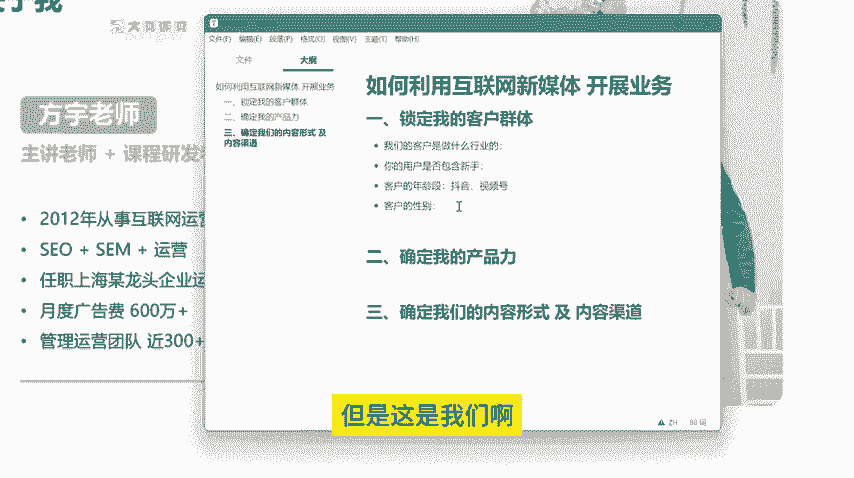 文件(F) 编辑(E) 段落(P) 格式(O) 视图(V) 主题(T) 帮助(H)
文件 大纲
如何利用互联网新媒体 开展业务
一、锁定我的客户群体
二、确定我的产品力
三、确定我们的内容形式 及
内容渠道
如何利用互联网新媒体 开展业务
一、锁定我的客户群体
• 我们的客户是做什么行业的:
• 你的用户是否包含新手:
• 客户的年龄段: 抖音、视频号
• 客户的性别:
二、确定我的产品力
三、确定我们的内容形式 及 内容渠道
ZH 88 词
方宇老师
主讲老师 + 课程研发
• 2012年从事互联网运营
• SEO + SEM + 运营
• 任职上海某龙头企业运
• 月度广告费 600万+
• 管理运营团队 近300+
但是这是我们啊